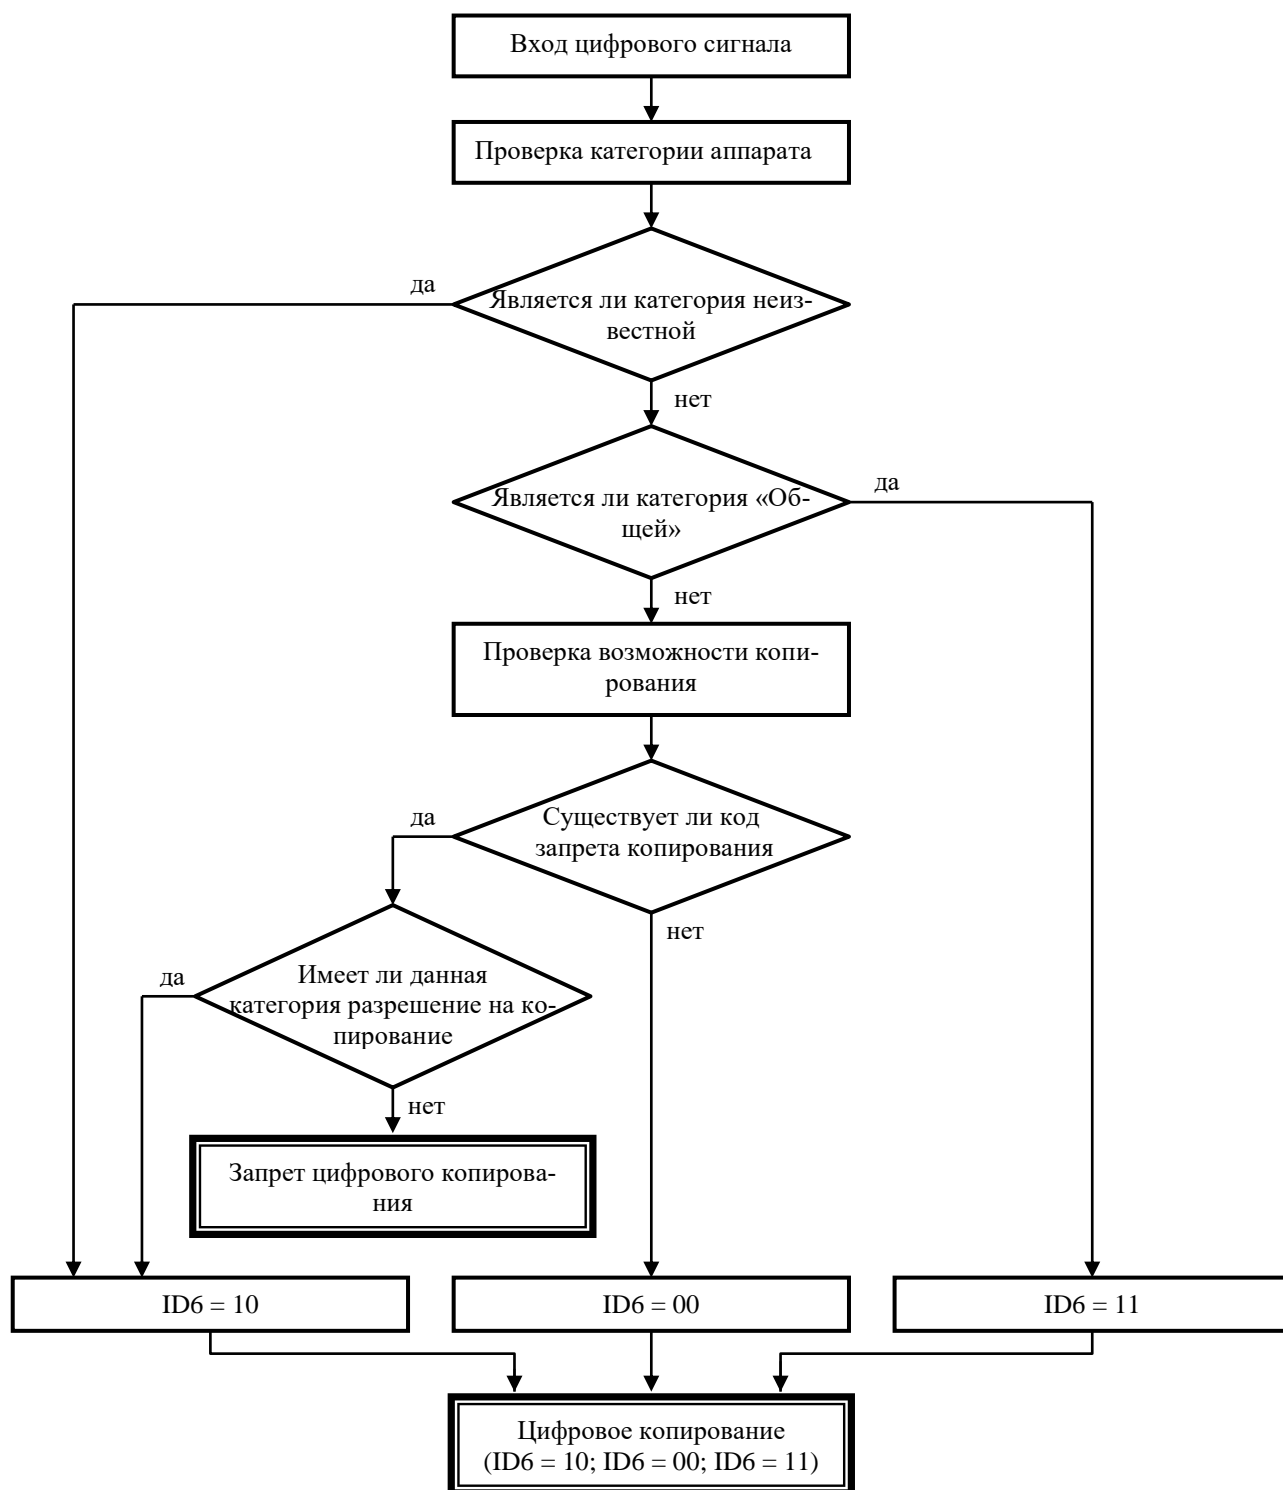 Вход цифрового сигнала
Проверка категории аппарата
да
Является ли категория неиз-
вестной
нет
Является ли категория «Об-
щей»
да
нет
Проверка возможности копи-
рования
да
Существует ли код
запрета копирования
нет
да
Имеет ли данная
категория разрешение на ко-
пирование
нет
Запрет цифрового копирова-
ния
ID6 = 10
ID6 = 00
ID6 = 11
Цифровое копирование
(ID6 = 10; ID6 = 00; ID6 = 11)